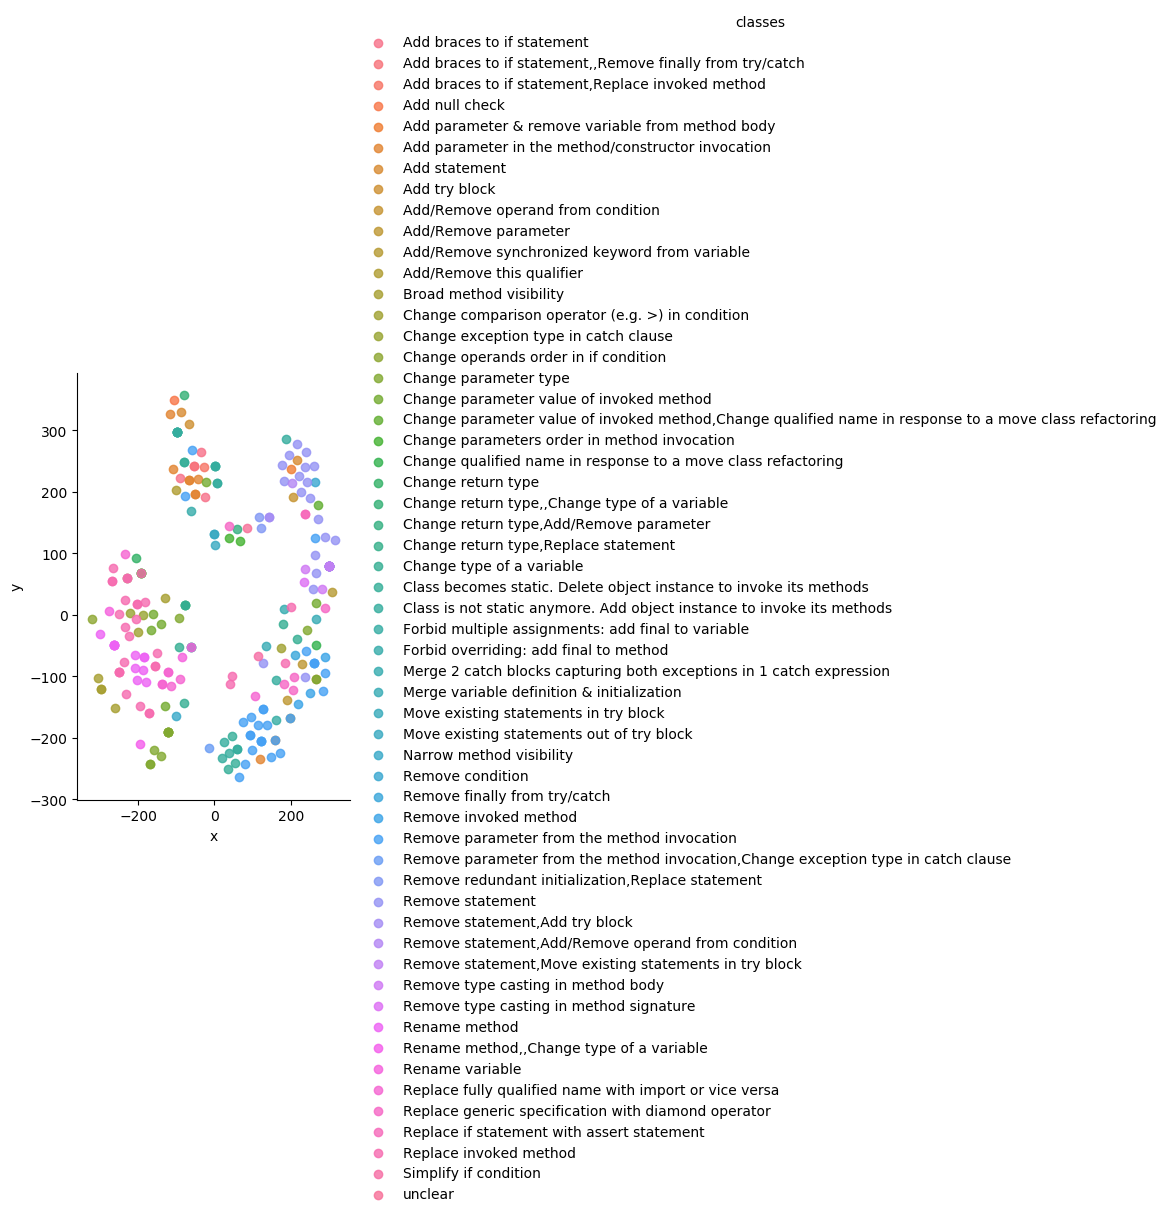 classes
Add braces to if statement
Add braces to if statement,,Remove finally from try/catch
Add braces to if statement,Replace invoked method
Add null check
Add parameter & remove variable from method body
Add parameter in the method/constructor invocation
Add statement
Add try block
Add/Remove operand from condition
Add/Remove parameter
Add/Remove synchronized keyword from variable
Add/Remove this qualifier
Broad method visibility
Change comparison operator (e.g. >) in condition
Change exception type in catch clause
Change operands order in if condition
Change parameter type
Change parameter value of invoked method
Change parameter value of invoked method,Change qualified name in response to a move class refactoring
Change parameters order in method invocation
Change qualified name in response to a move class refactoring
Change return type
Change return type,,Change type of a variable
Change return type,Add/Remove parameter
Change return type,Replace statement
Change type of a variable
Class becomes static. Delete object instance to invoke its methods
Class is not static anymore. Add object instance to invoke its methods
Forbid multiple assignments: add final to variable
Forbid overriding: add final to method
Merge 2 catch blocks capturing both exceptions in 1 catch expression
Merge variable definition & initialization
Move existing statements in try block
Move existing statements out of try block
Narrow method visibility
Remove condition
Remove finally from try/catch
Remove invoked method
Remove parameter from the method invocation
Remove parameter from the method invocation,Change exception type in catch clause
Remove redundant initialization,Replace statement
Remove statement
Remove statement,Add try block
Remove statement,Add/Remove operand from condition
Remove statement,Move existing statements in try block
Remove type casting in method body
Remove type casting in method signature
Rename method
Rename method,,Change type of a variable
Rename variable
Replace fully qualified name with import or vice versa
Replace generic specification with diamond operator
Replace if statement with assert statement
Replace invoked method
Simplify if condition
unclear
300
200
100
0
−100
−200
−300
y
−200
0
200
x